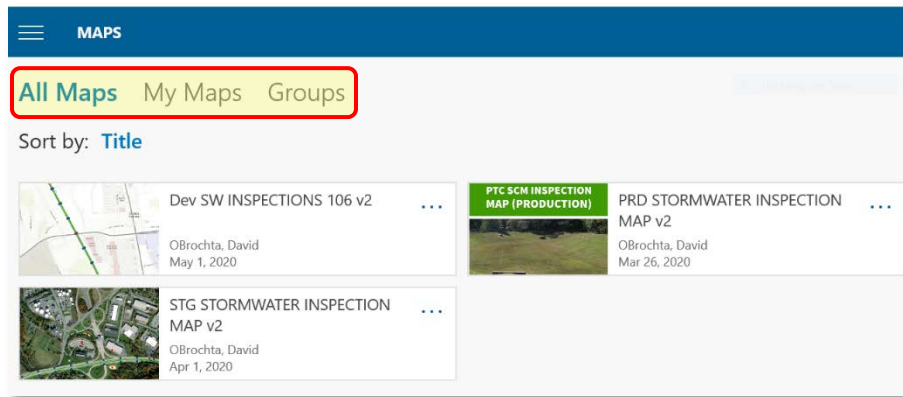 MAPS
All Maps My Maps Groups
Sort by: Title
Dev SW INSPECTIONS 106 v2
...
OBrochta, David
May 1, 2020
PTC SCM INSPECTION
MAP (PRODUCTION)
PRD STORMWATER INSPECTION
MAP v2
...
OBrochta, David
Mar 26, 2020
STG STORMWATER INSPECTION
MAP v2
...
OBrochta, David
Apr 1, 2020